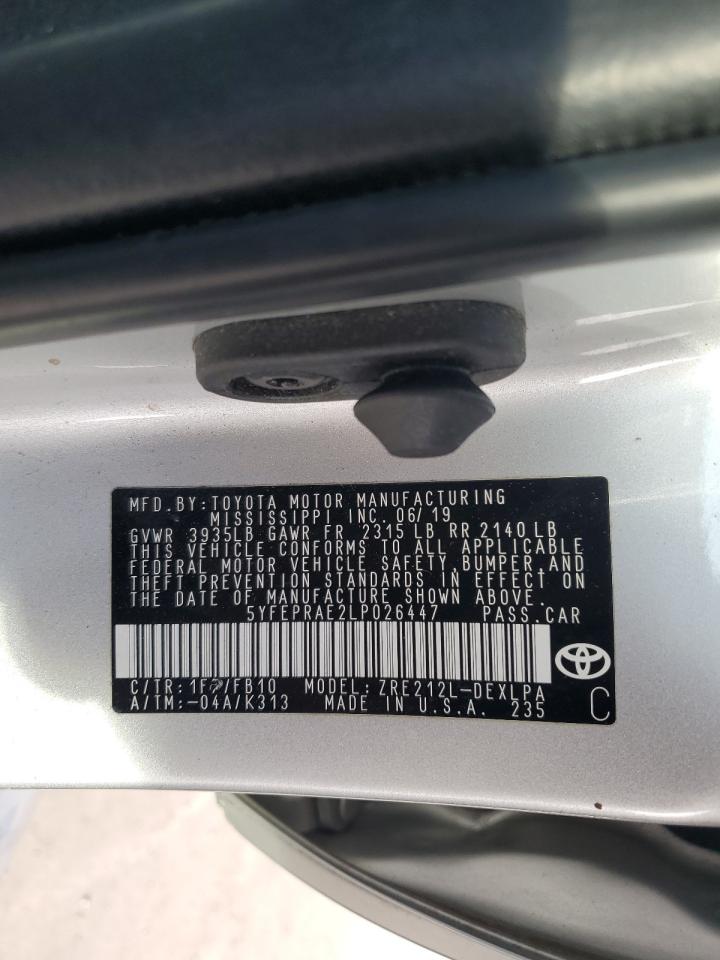 MFD.BY:TOYOTA MOTOR MANUFACTURING
MISSISSIPPI INC. 06/19
GVWR 3935LB GAWR FR 2315 LB RR 2140 LB
THIS VEHICLE CONFORMS TO ALL APPLICABLE
FEDERAL MOTOR VEHICLE SAFETY, BUMPER, AND
THEFT PREVENTION STANDARDS IN EFFECT ON
THE DATE OF MANUFACTURE SHOWN ABOVE.
5YFEPRAE2LP026447 PASS.CAR
C/TR: /FB10 MODEL: ZRE212L-DEXLPA
A/TM:-04A/K313 MADE IN U.S.A. 235 C